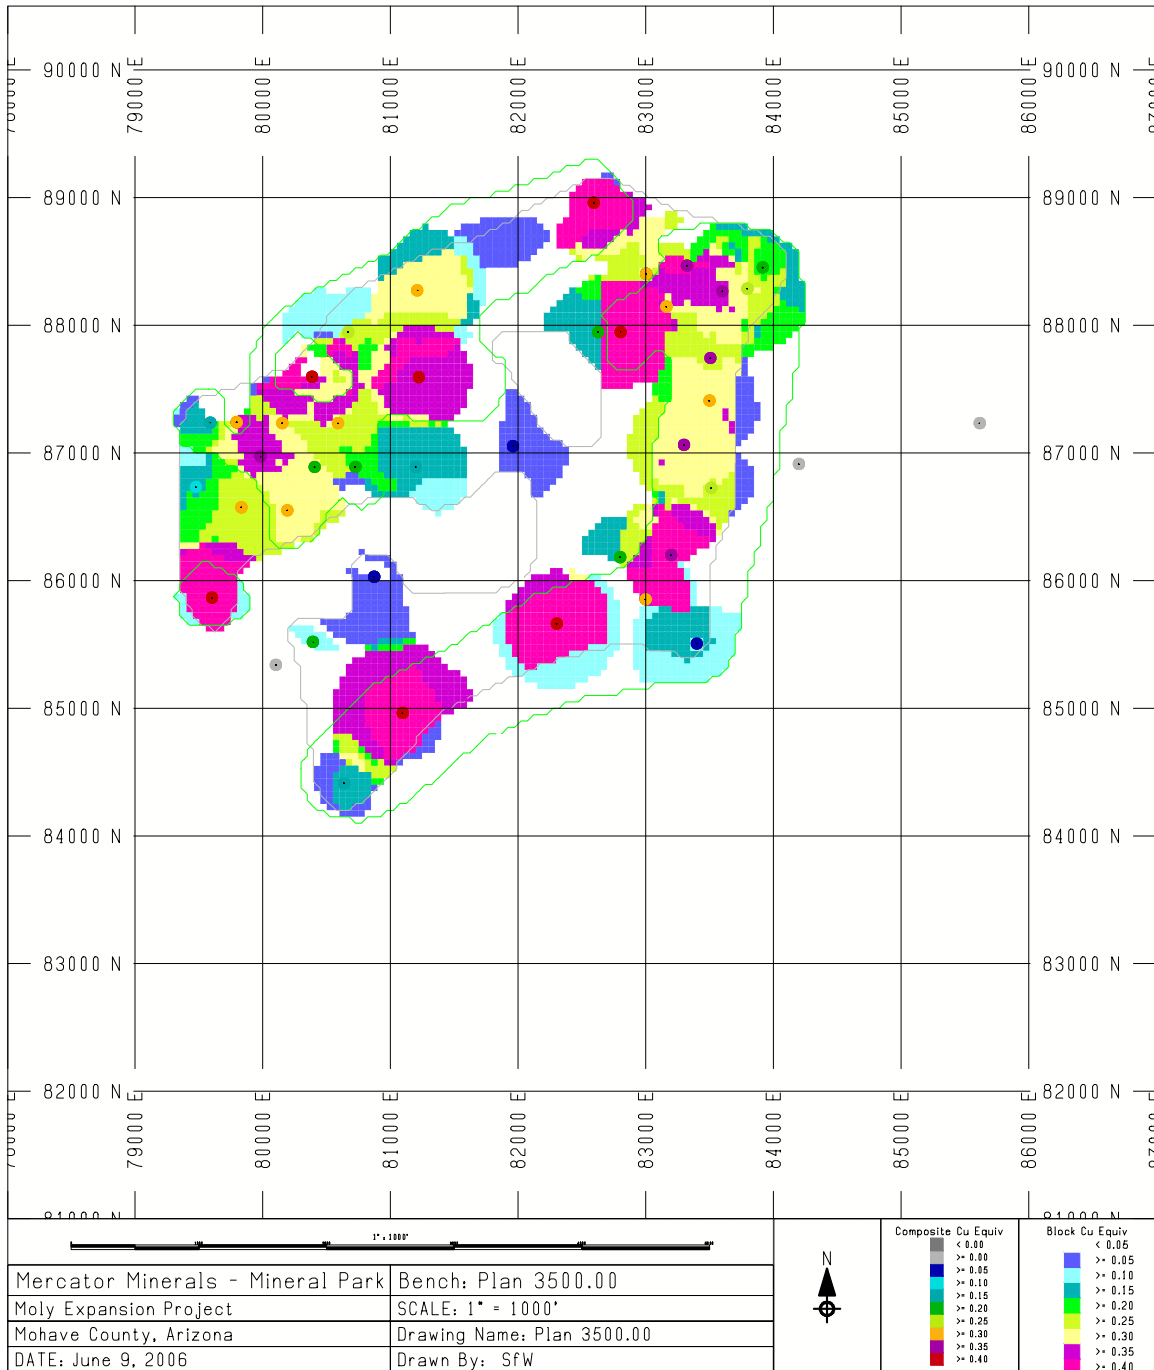 79000 E 80000 E 81000 E 82000 E 83000 E 84000 E 85000 E 86000 E
90000 N 90000 N
89000 N 89000 N
88000 N 88000 N
87000 N 87000 N
86000 N 86000 N
85000 N 85000 N
84000 N 84000 N
83000 N 83000 N
82000 N 82000 N
79000 E 80000 E 81000 E 82000 E 83000 E 84000 E 85000 E 86000 E
1" = 1000'
Mercator Minerals - Mineral Park
Bench: Plan 3500.00
Moly Expansion Project
SCALE: 1" = 1000'
Mohave County, Arizona
Drawing Name: Plan 3500.00
DATE: June 9, 2006
Drawn By: SfW
N
Composite Cu Equiv
< 0.00
>= 0.00
>= 0.05
>= 0.10
>= 0.15
>= 0.20
>= 0.25
>= 0.30
>= 0.35
>= 0.40
Block Cu Equiv
< 0.05
>= 0.05
>= 0.10
>= 0.15
>= 0.20
>= 0.25
>= 0.30
>= 0.35
>= 0.40